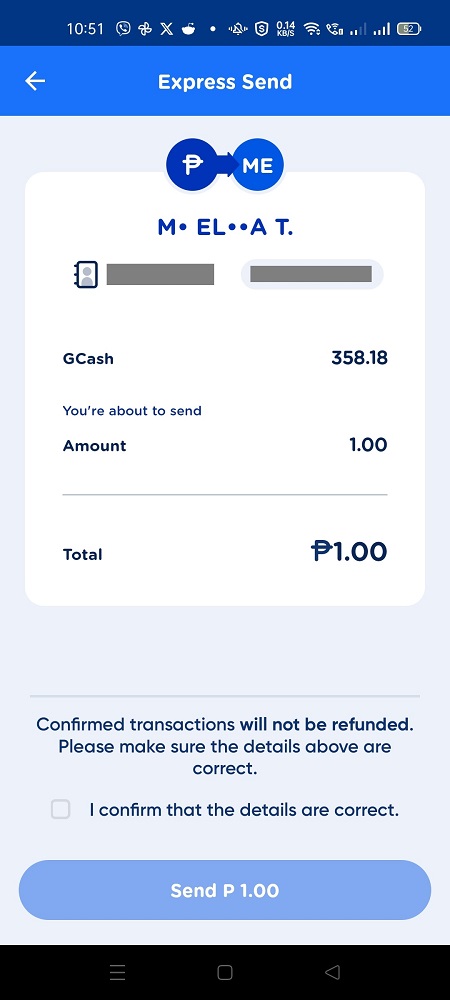 10:51 0.14 KB/S 52
Express Send
₱ ME
M• EL••A T.
GCash 358.18
You're about to send
Amount 1.00
Total ₱1.00
Confirmed transactions will not be refunded.
Please make sure the details above are
correct.
I confirm that the details are correct.
Send P 1.00